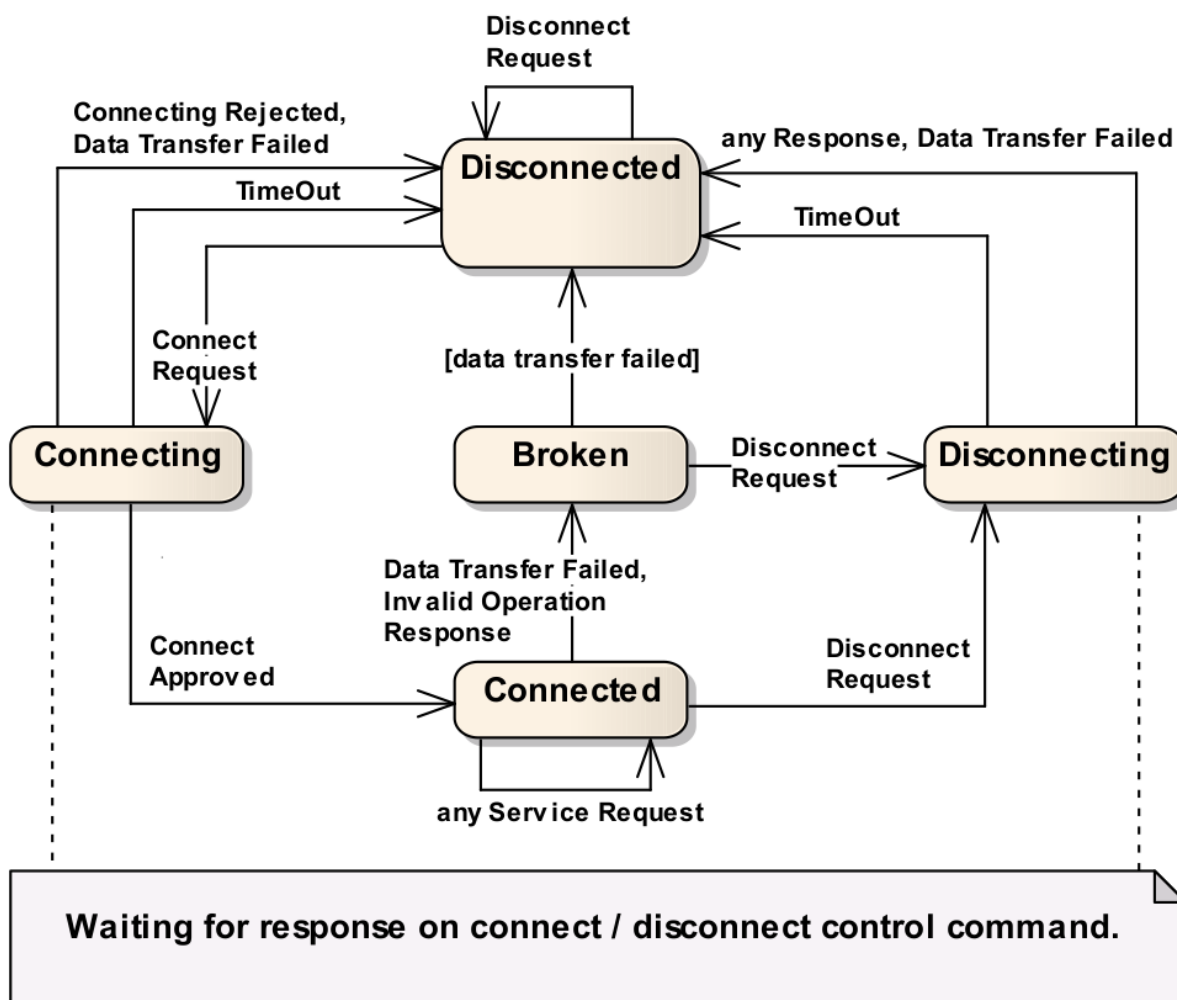 Disconnect
Request
Connecting Rejected,
Data Transfer Failed
any Response, Data Transfer Failed
Disconnected
TimeOut
TimeOut
Connect
Request
[data transfer failed]
Connecting
Broken
Disconnect
Request
Disconnecting
Data Transfer Failed,
Invalid Operation
Response
Connect
Approved
Disconnect
Request
Connected
any Service Request
Waiting for response on connect / disconnect control command.